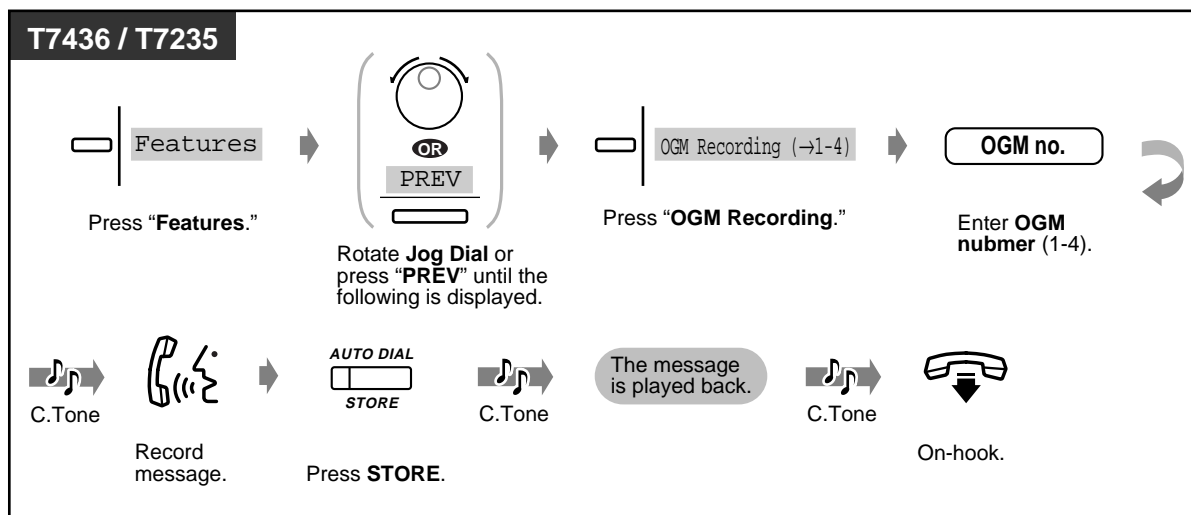 T7436 / T7235
Features
OR
PREV
OGM Recording (→1-4)
OGM no.
Press “Features.”
Rotate Jog Dial or
press “PREV” until the
following is displayed.
Press “OGM Recording.”
Enter OGM
nubmer (1-4).
C.Tone
Record
message.
AUTO DIAL
STORE
Press STORE.
C.Tone
The message
is played back.
C.Tone
On-hook.